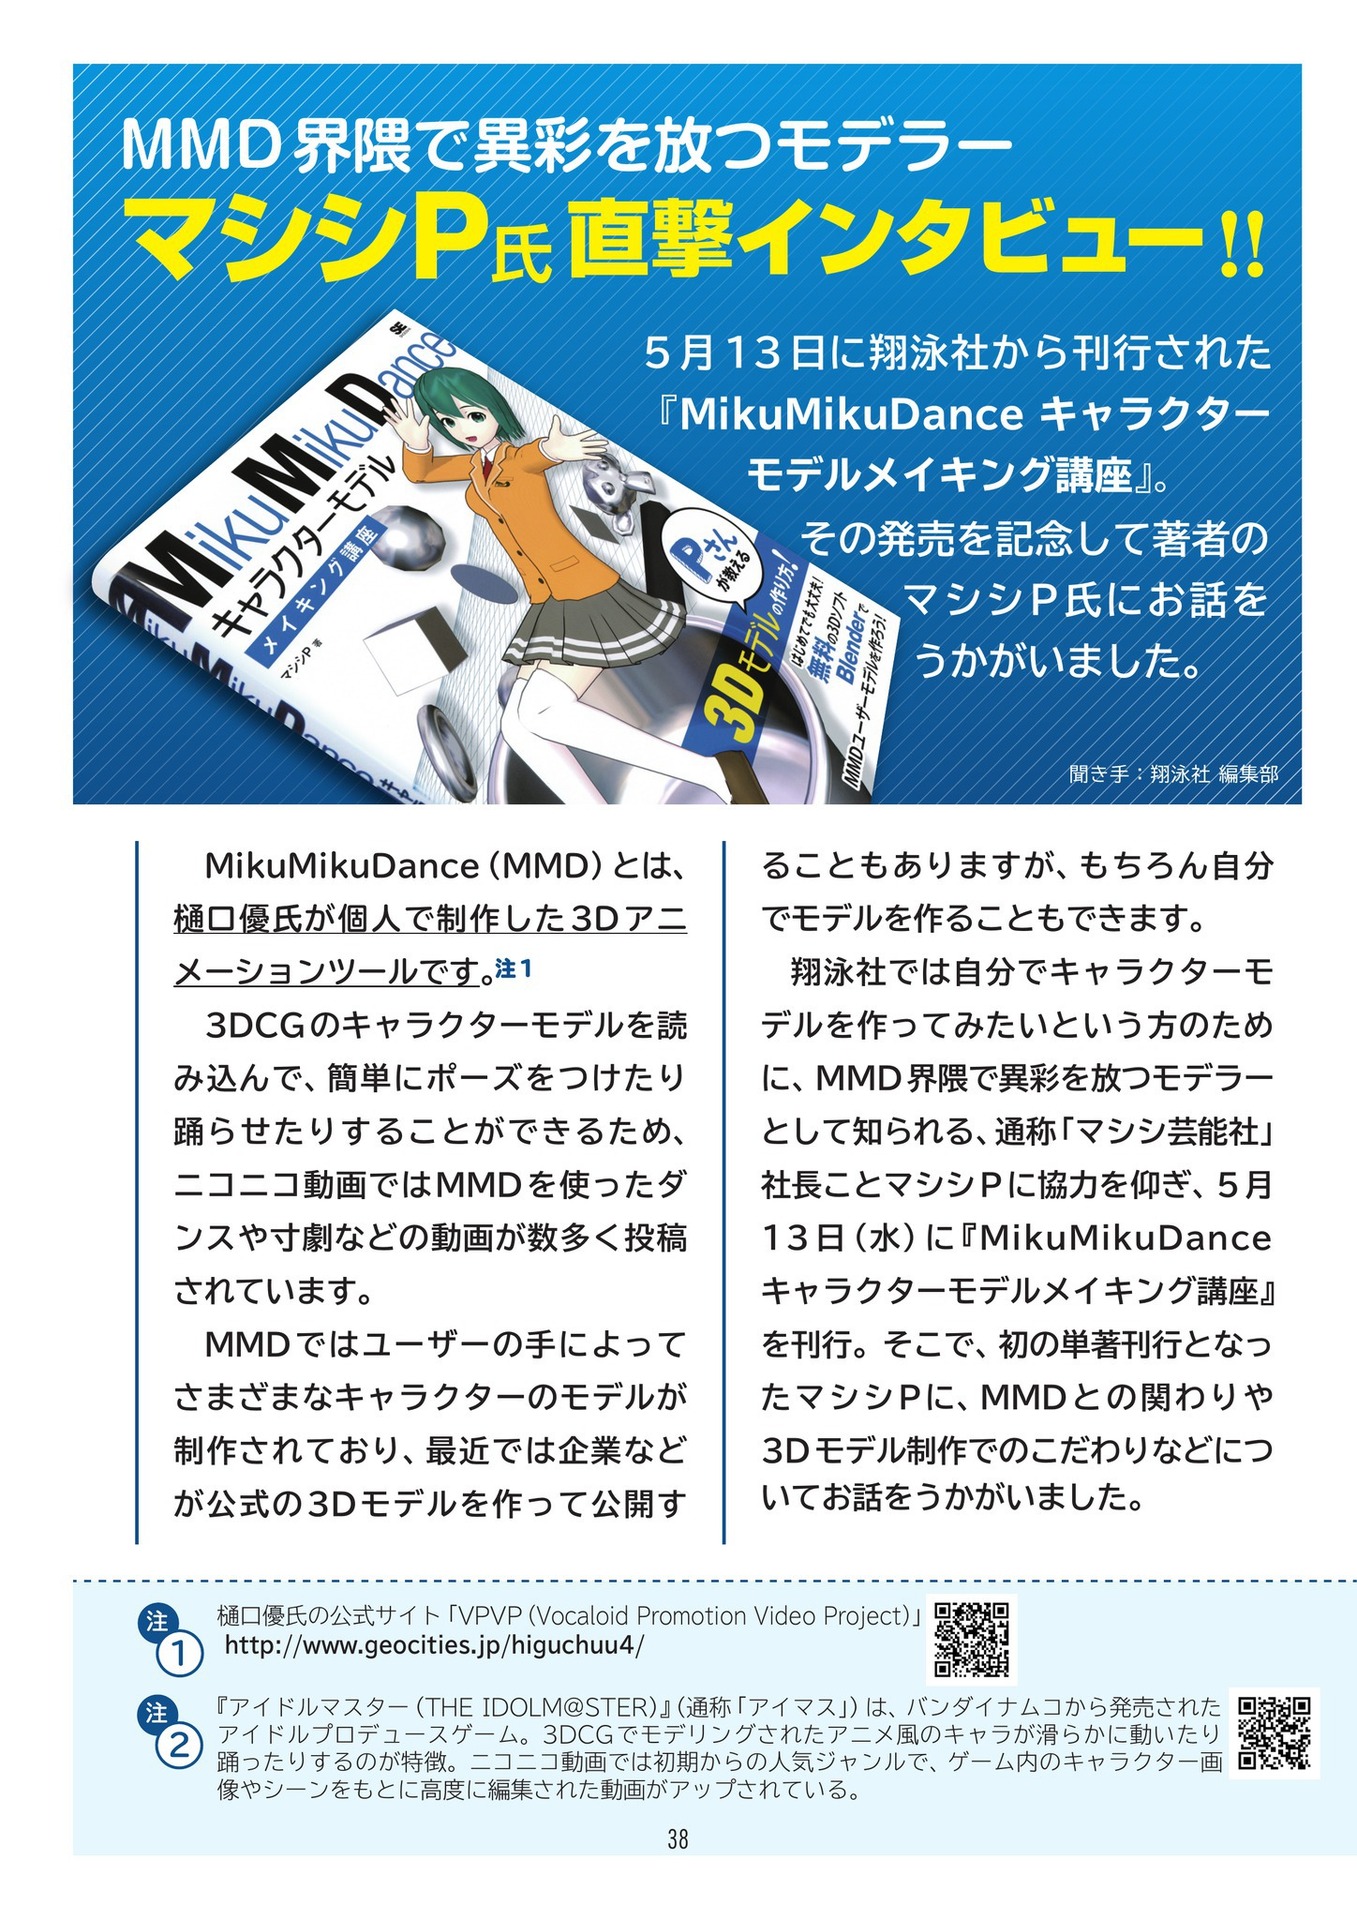 MMD界隈で異彩を放つモデラー
マシシP氏 直撃インタビュー!!
5月13日に翔泳社から刊行された
『MikuMikuDance キャラクター
モデルメイキング講座』。
その発売を記念して著者の
マシシP氏にお話を
うかがいました。
聞き手：翔泳社 編集部
SE
MikuMikuDance
キャラクターモデル
メイキング講座
マシシP 著
Pさん
が教える
3Dモデルの作り方!
はじめてでも大丈夫!
無料の3Dソフト
Blenderで
MMDユーザーモデルを作ろう!
MikuMikuDance(MMD)とは、
樋口優氏が個人で制作した3Dアニ
メーションツールです。注1
3DCGのキャラクターモデルを読
み込んで、簡単にポーズをつけたり
踊らせたりすることができるため、
ニコニコ動画ではMMDを使ったダ
ンスや寸劇などの動画が数多く投稿
されています。
MMDではユーザーの手によって
さまざまなキャラクターのモデルが
制作されており、最近では企業など
が公式の3Dモデルを作って公開す
ることもありますが、もちろん自分
でモデルを作ることもできます。
翔泳社では自分でキャラクターモ
デルを作ってみたいという方のため
に、MMD界隈で異彩を放つモデラー
として知られる、通称「マシシ芸能社」
社長ことマシシPに協力を仰ぎ、5月
13日(水)に『MikuMikuDance
キャラクターモデルメイキング講座』
を刊行。そこで、初の単著刊行となっ
たマシシPに、MMDとの関わりや
3Dモデル制作でのこだわりなどにつ
いてお話をうかがいました。
注1
樋口優氏の公式サイト「VPVP(Vocaloid Promotion Video Project)」
http://www.geocities.jp/higuchuu4/
注2
『アイドルマスター(THE IDOLM@STER)』(通称「アイマス」)は、バンダイナムコから発売された
アイドルプロデュースゲーム。3DCGでモデリングされたアニメ風のキャラが滑らかに動いたり
踊ったりするのが特徴。ニコニコ動画では初期からの人気ジャンルで、ゲーム内のキャラクター画
像やシーンをもとに高度に編集された動画がアップされている。
38